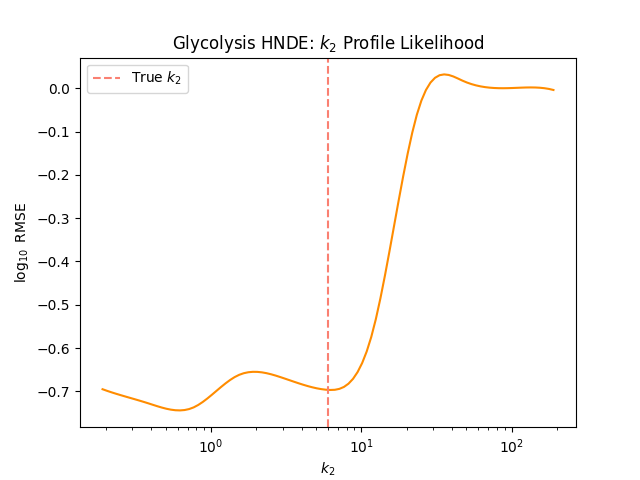 Glycolysis HNDE: k₂ Profile Likelihood
True k₂
0.0
−0.1
−0.2
−0.3
−0.4
−0.5
−0.6
−0.7
log₁₀ RMSE
10⁰
10¹
10²
k₂